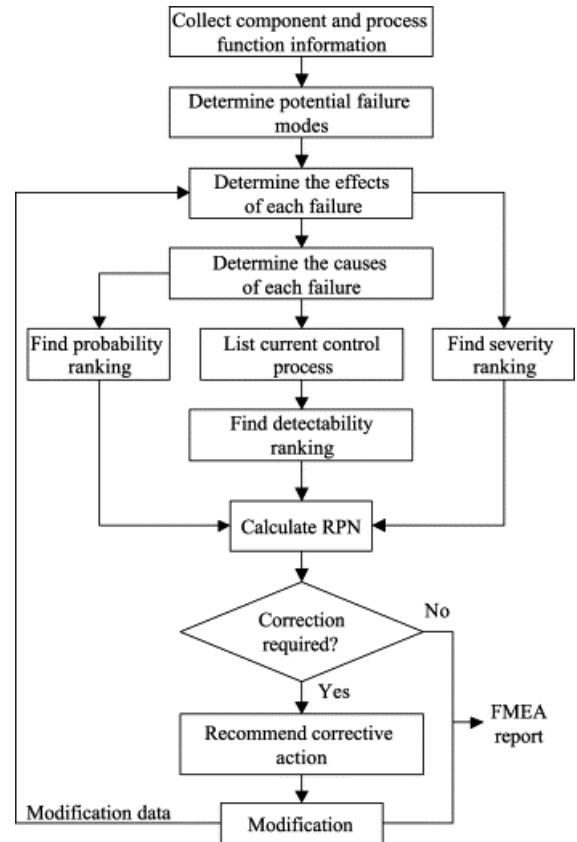 Collect component and process
function information
Determine potential failure
modes
Determine the effects
of each failure
Determine the causes
of each failure
Find probability
ranking
List current control
process
Find severity
ranking
Find detectability
ranking
Calculate RPN
Correction
required?
No
Yes
Recommend corrective
action
FMEA
report
Modification data
Modification